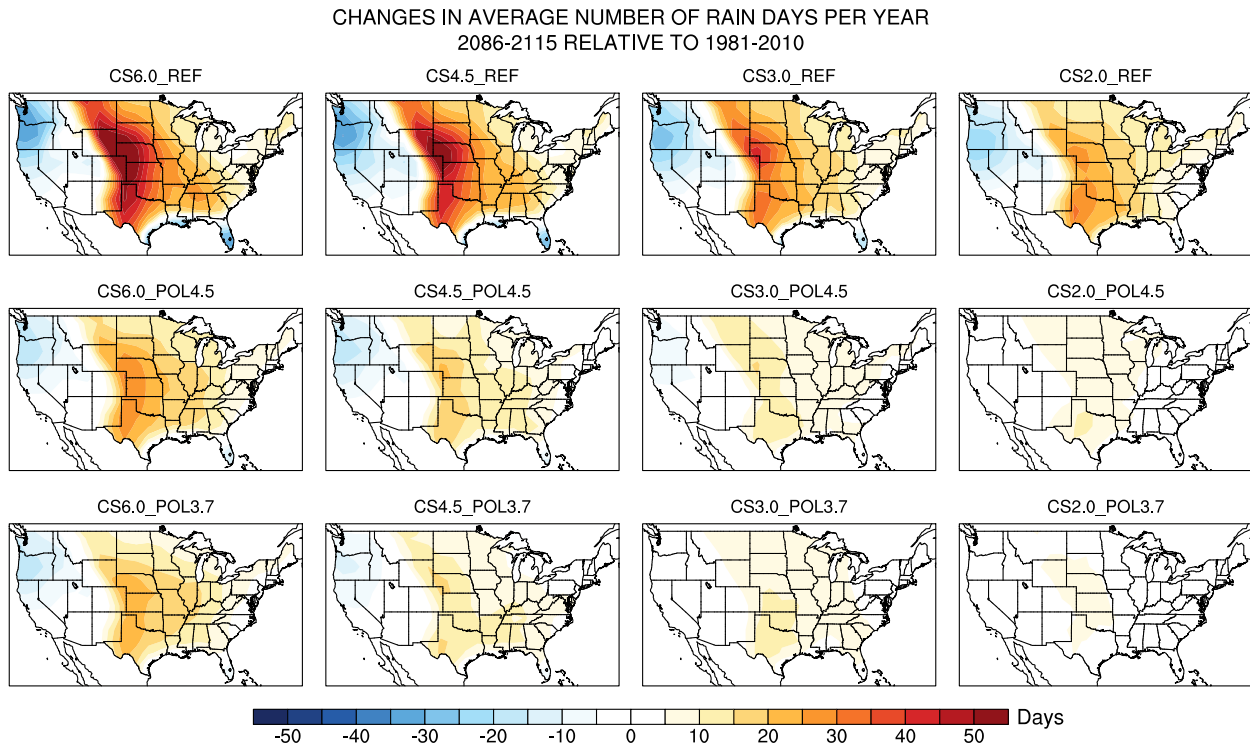 CHANGES IN AVERAGE NUMBER OF RAIN DAYS PER YEAR
2086-2115 RELATIVE TO 1981-2010
CS6.0_REF
CS4.5_REF
CS3.0_REF
CS2.0_REF
CS6.0_POL4.5
CS4.5_POL4.5
CS3.0_POL4.5
CS2.0_POL4.5
CS6.0_POL3.7
CS4.5_POL3.7
CS3.0_POL3.7
CS2.0_POL3.7
Days
-50 -40 -30 -20 -10 0 10 20 30 40 50